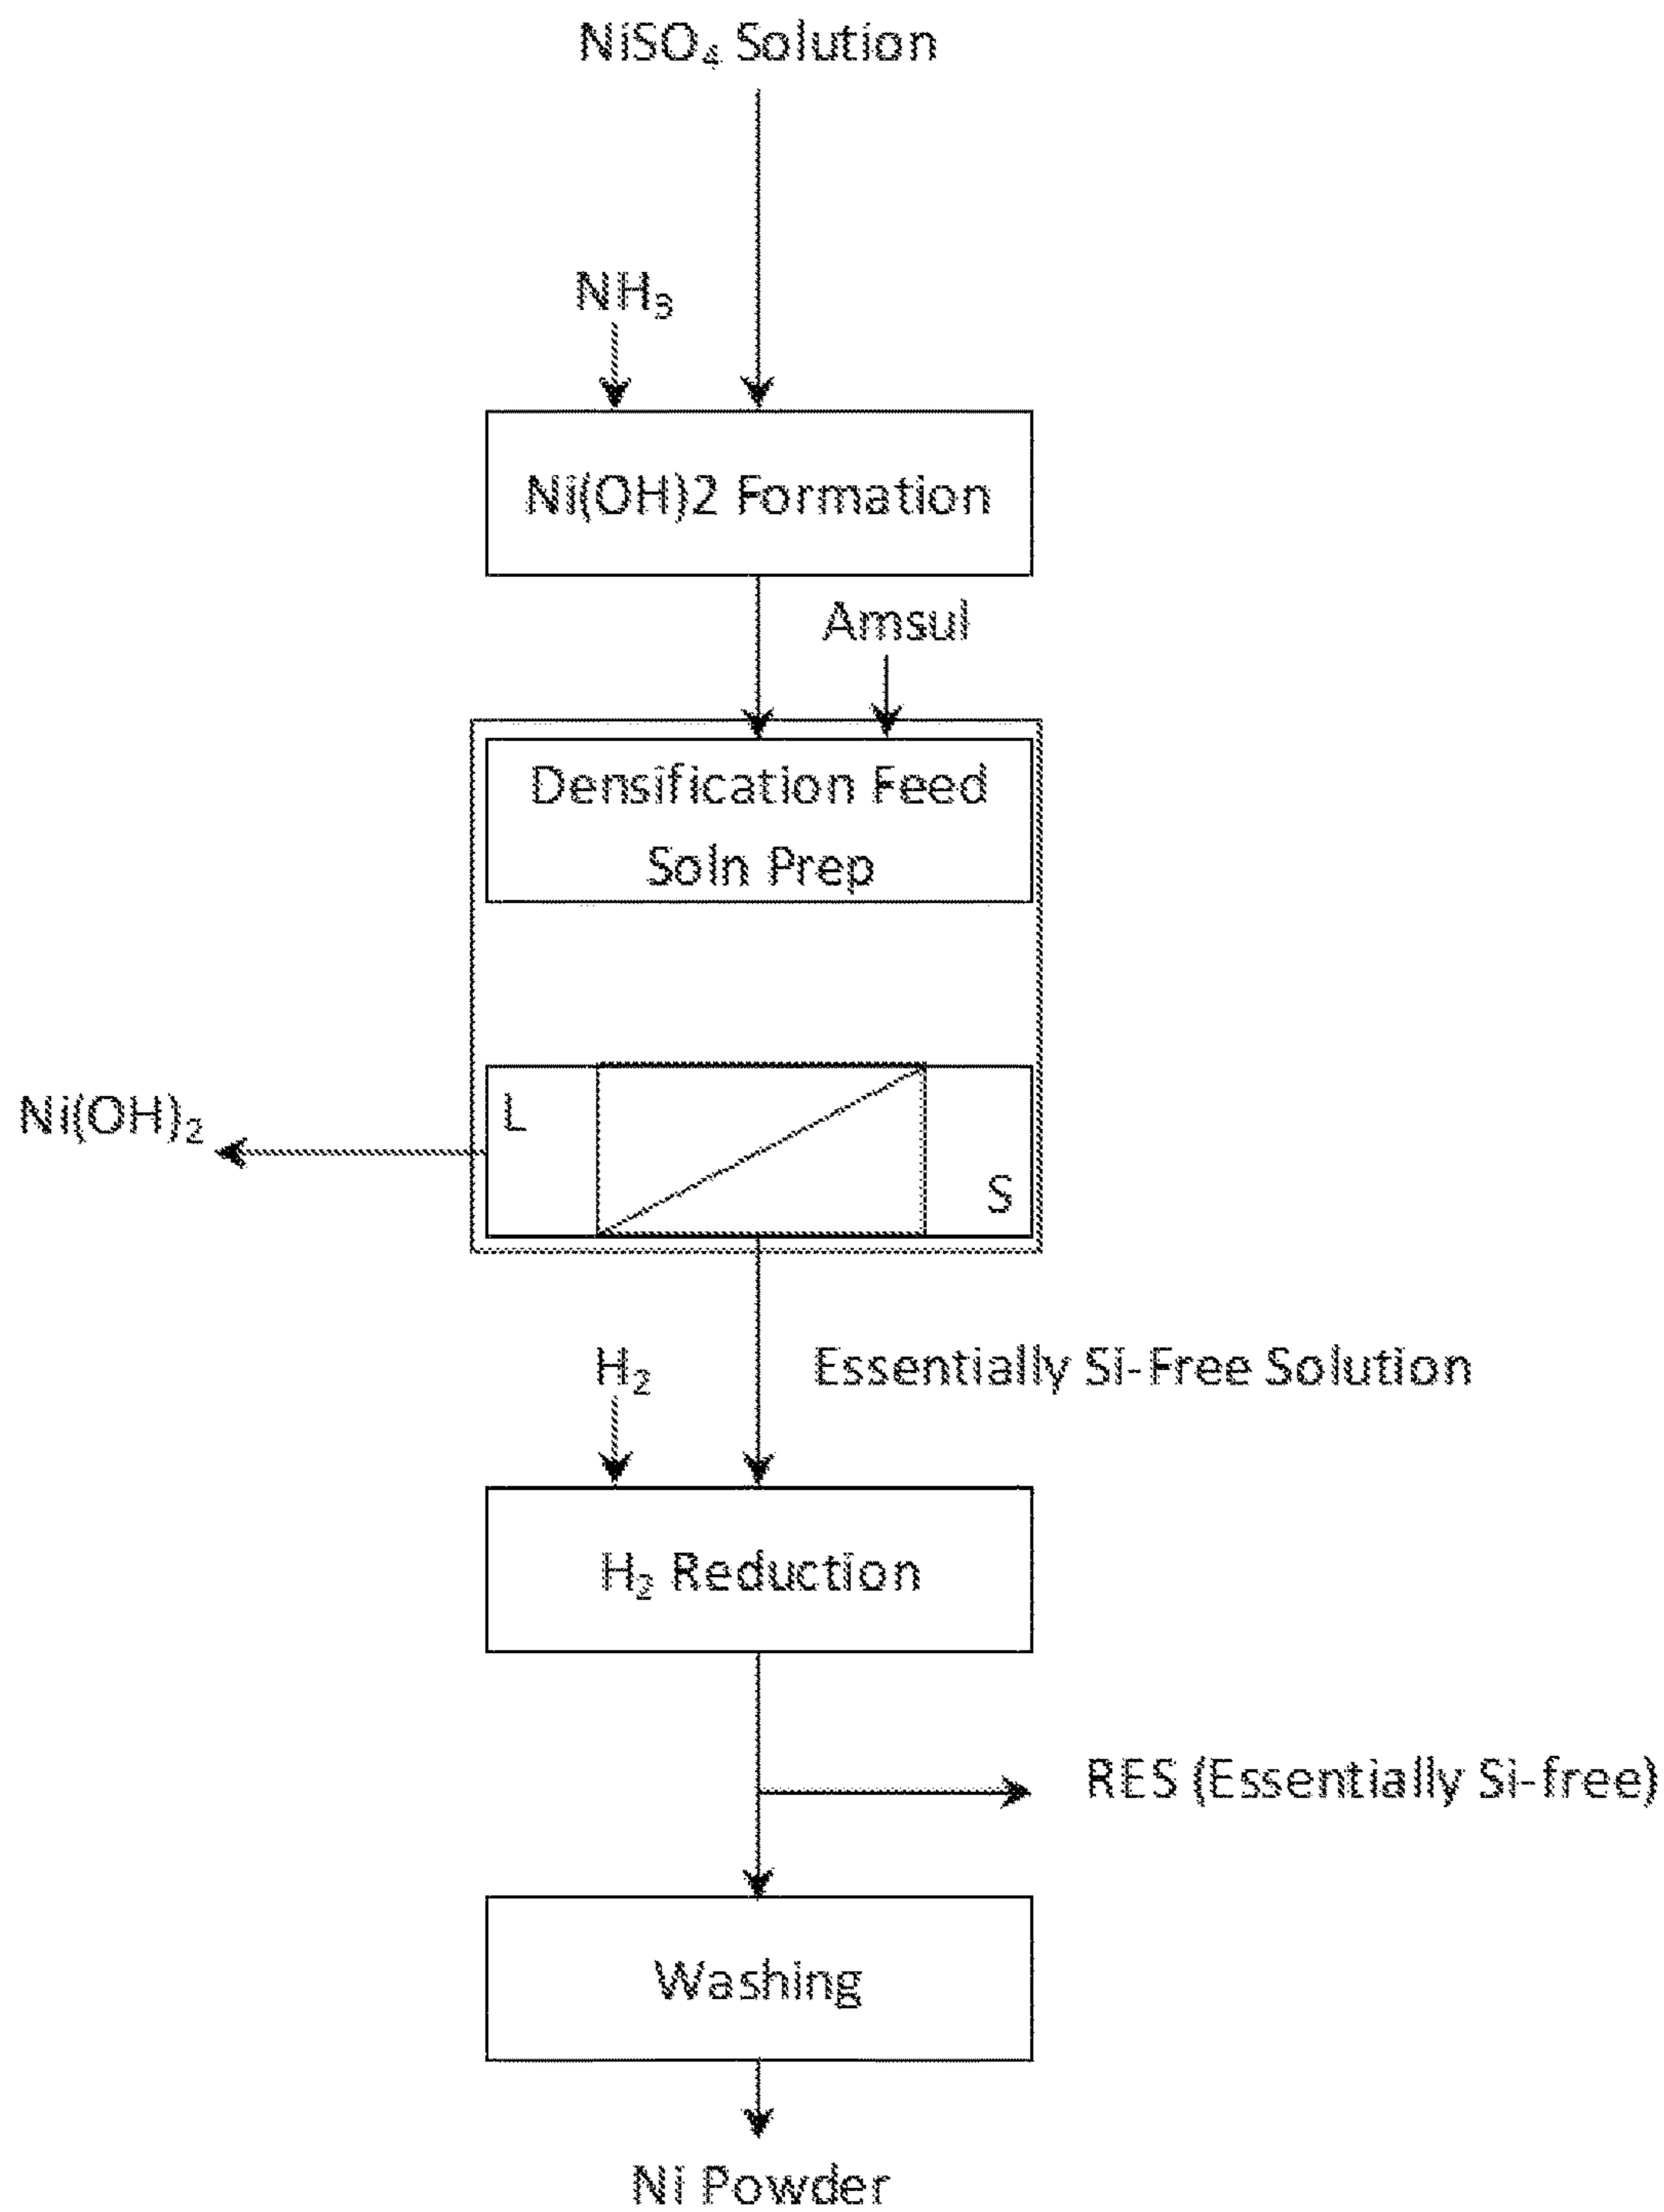 NiSO₄ Solution
NH₃
Ni(OH)2 Formation
Amsul
Densification Feed
Soln Prep
L
Ni(OH)₂
S
H₂
Essentially Si-Free Solution
H₂ Reduction
RES (Essentially Si-free)
Washing
Ni Powder